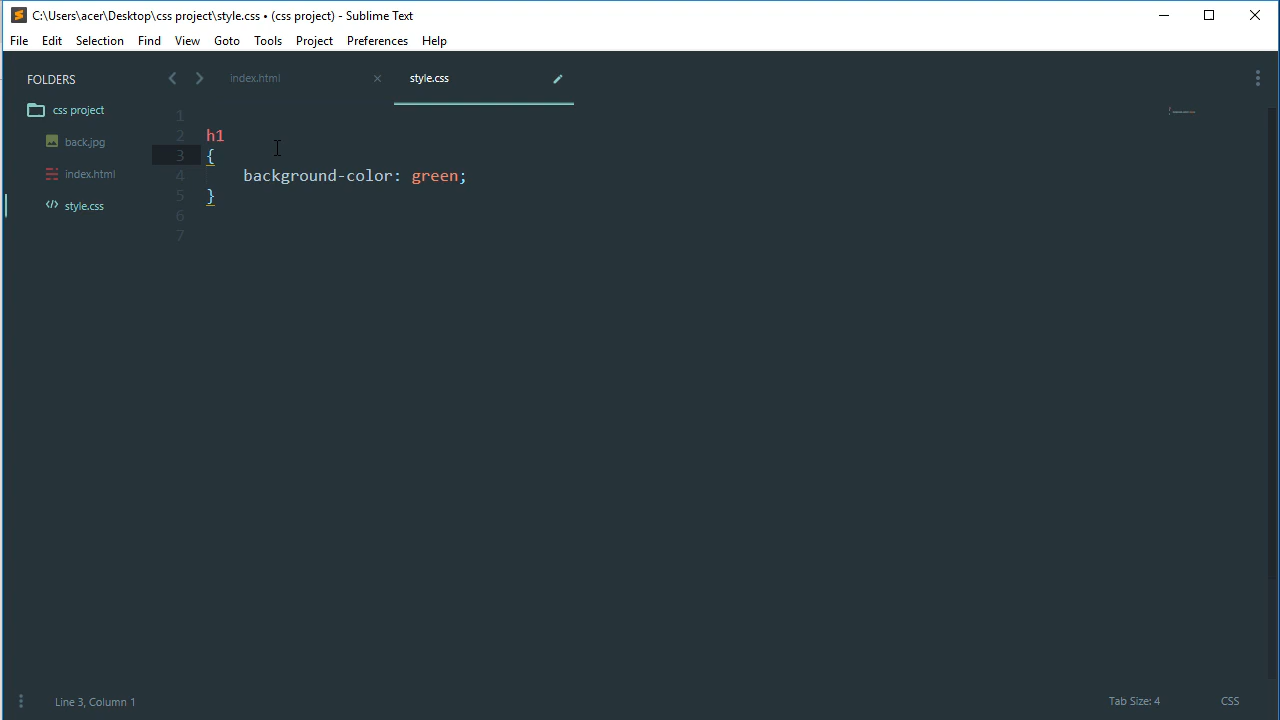 C:\Users\acer\Desktop\css project\style.css • (css project) - Sublime Text
File Edit Selection Find View Goto Tools Project Preferences Help
FOLDERS
css project
back.jpg
index.html
style.css
index.html × style.css
1
2 h1
3 {
4 background-color: green;
5 }
6
7
Line 3, Column 1 Tab Size: 4 CSS